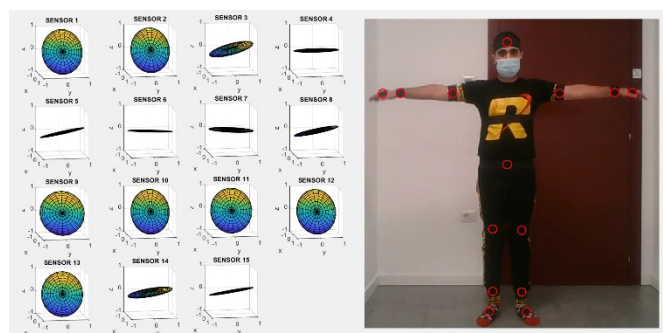 SENSOR 1
SENSOR 2
SENSOR 3
SENSOR 4
x y x y x y x y
SENSOR 5
SENSOR 6
SENSOR 7
SENSOR 8
x y x y x y x y
SENSOR 9
SENSOR 10
SENSOR 11
SENSOR 12
x y x y x y x y
SENSOR 13
SENSOR 14
SENSOR 15
x y x y x y
R